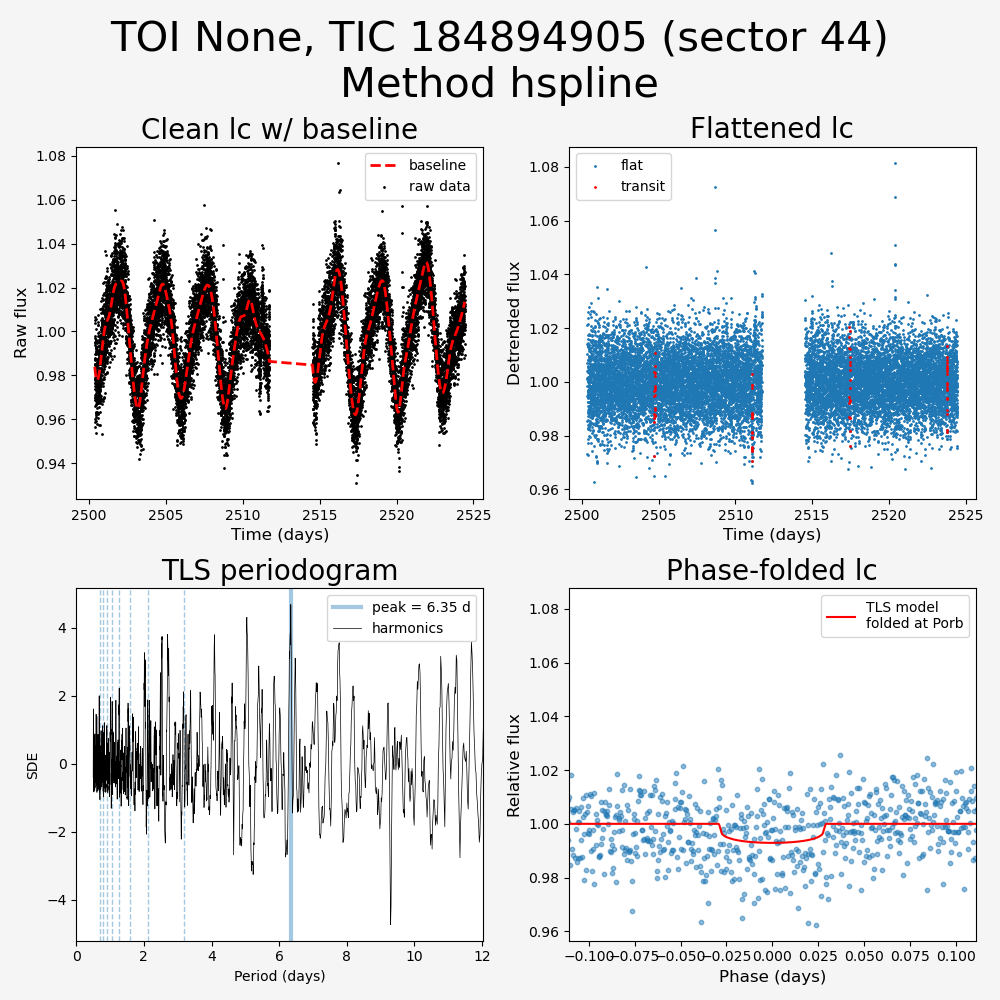 TOI None, TIC 184894905 (sector 44)
Method hspline
Clean lc w/ baseline
Flattened lc
baseline
raw data
flat
transit
1.08
1.06
1.04
1.02
1.00
0.98
0.96
0.94
Raw flux
2500
2505
2510
2515
2520
2525
Time (days)
1.08
1.06
1.04
1.02
1.00
0.98
0.96
Detrended flux
2500
2505
2510
2515
2520
2525
Time (days)
TLS periodogram
Phase-folded lc
peak = 6.35 d
harmonics
TLS model
folded at Porb
4
2
0
−2
−4
SDE
0
2
4
6
8
10
12
Period (days)
1.08
1.06
1.04
1.02
1.00
0.98
0.96
Relative flux
−0.100
−0.075
−0.050
−0.025
0.000
0.025
0.050
0.075
0.100
Phase (days)